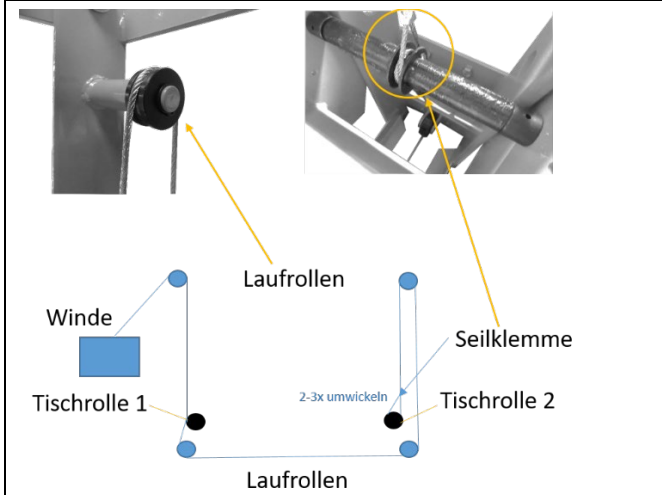 Laufrollen
Winde
Seilklemme
2-3x umwickeln
Tischrolle 1
Tischrolle 2
Laufrollen